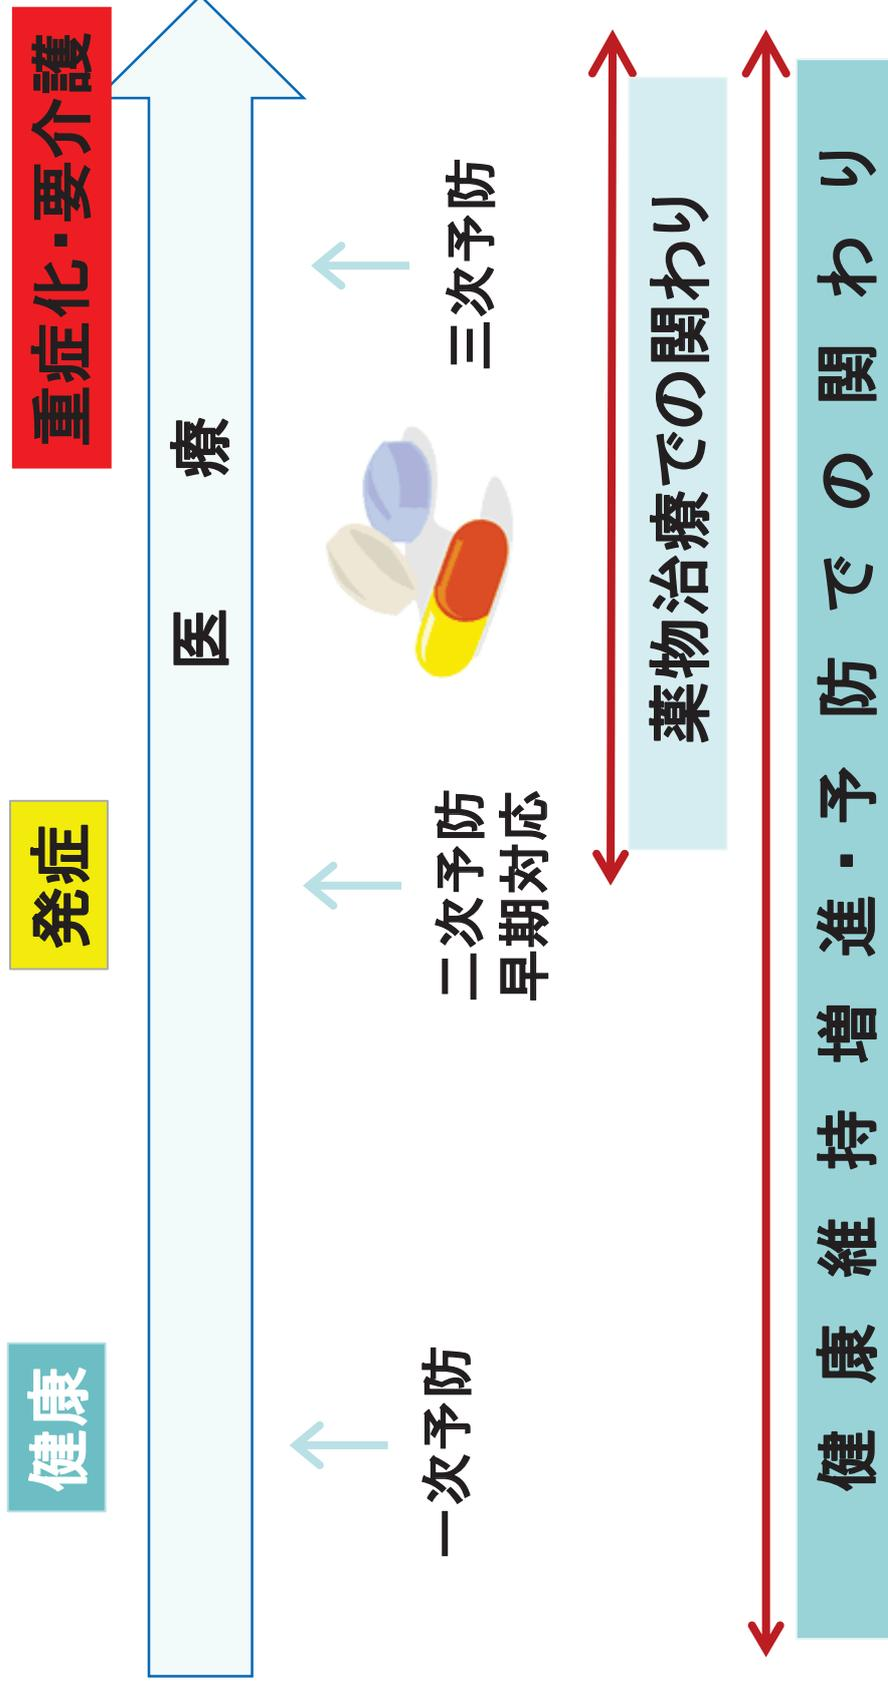 健康
発症
重症化・要介護
医療
一次予防
二次予防
早期対応
三次予防
薬物治療での関わり
健康維持増進・予防での関わり